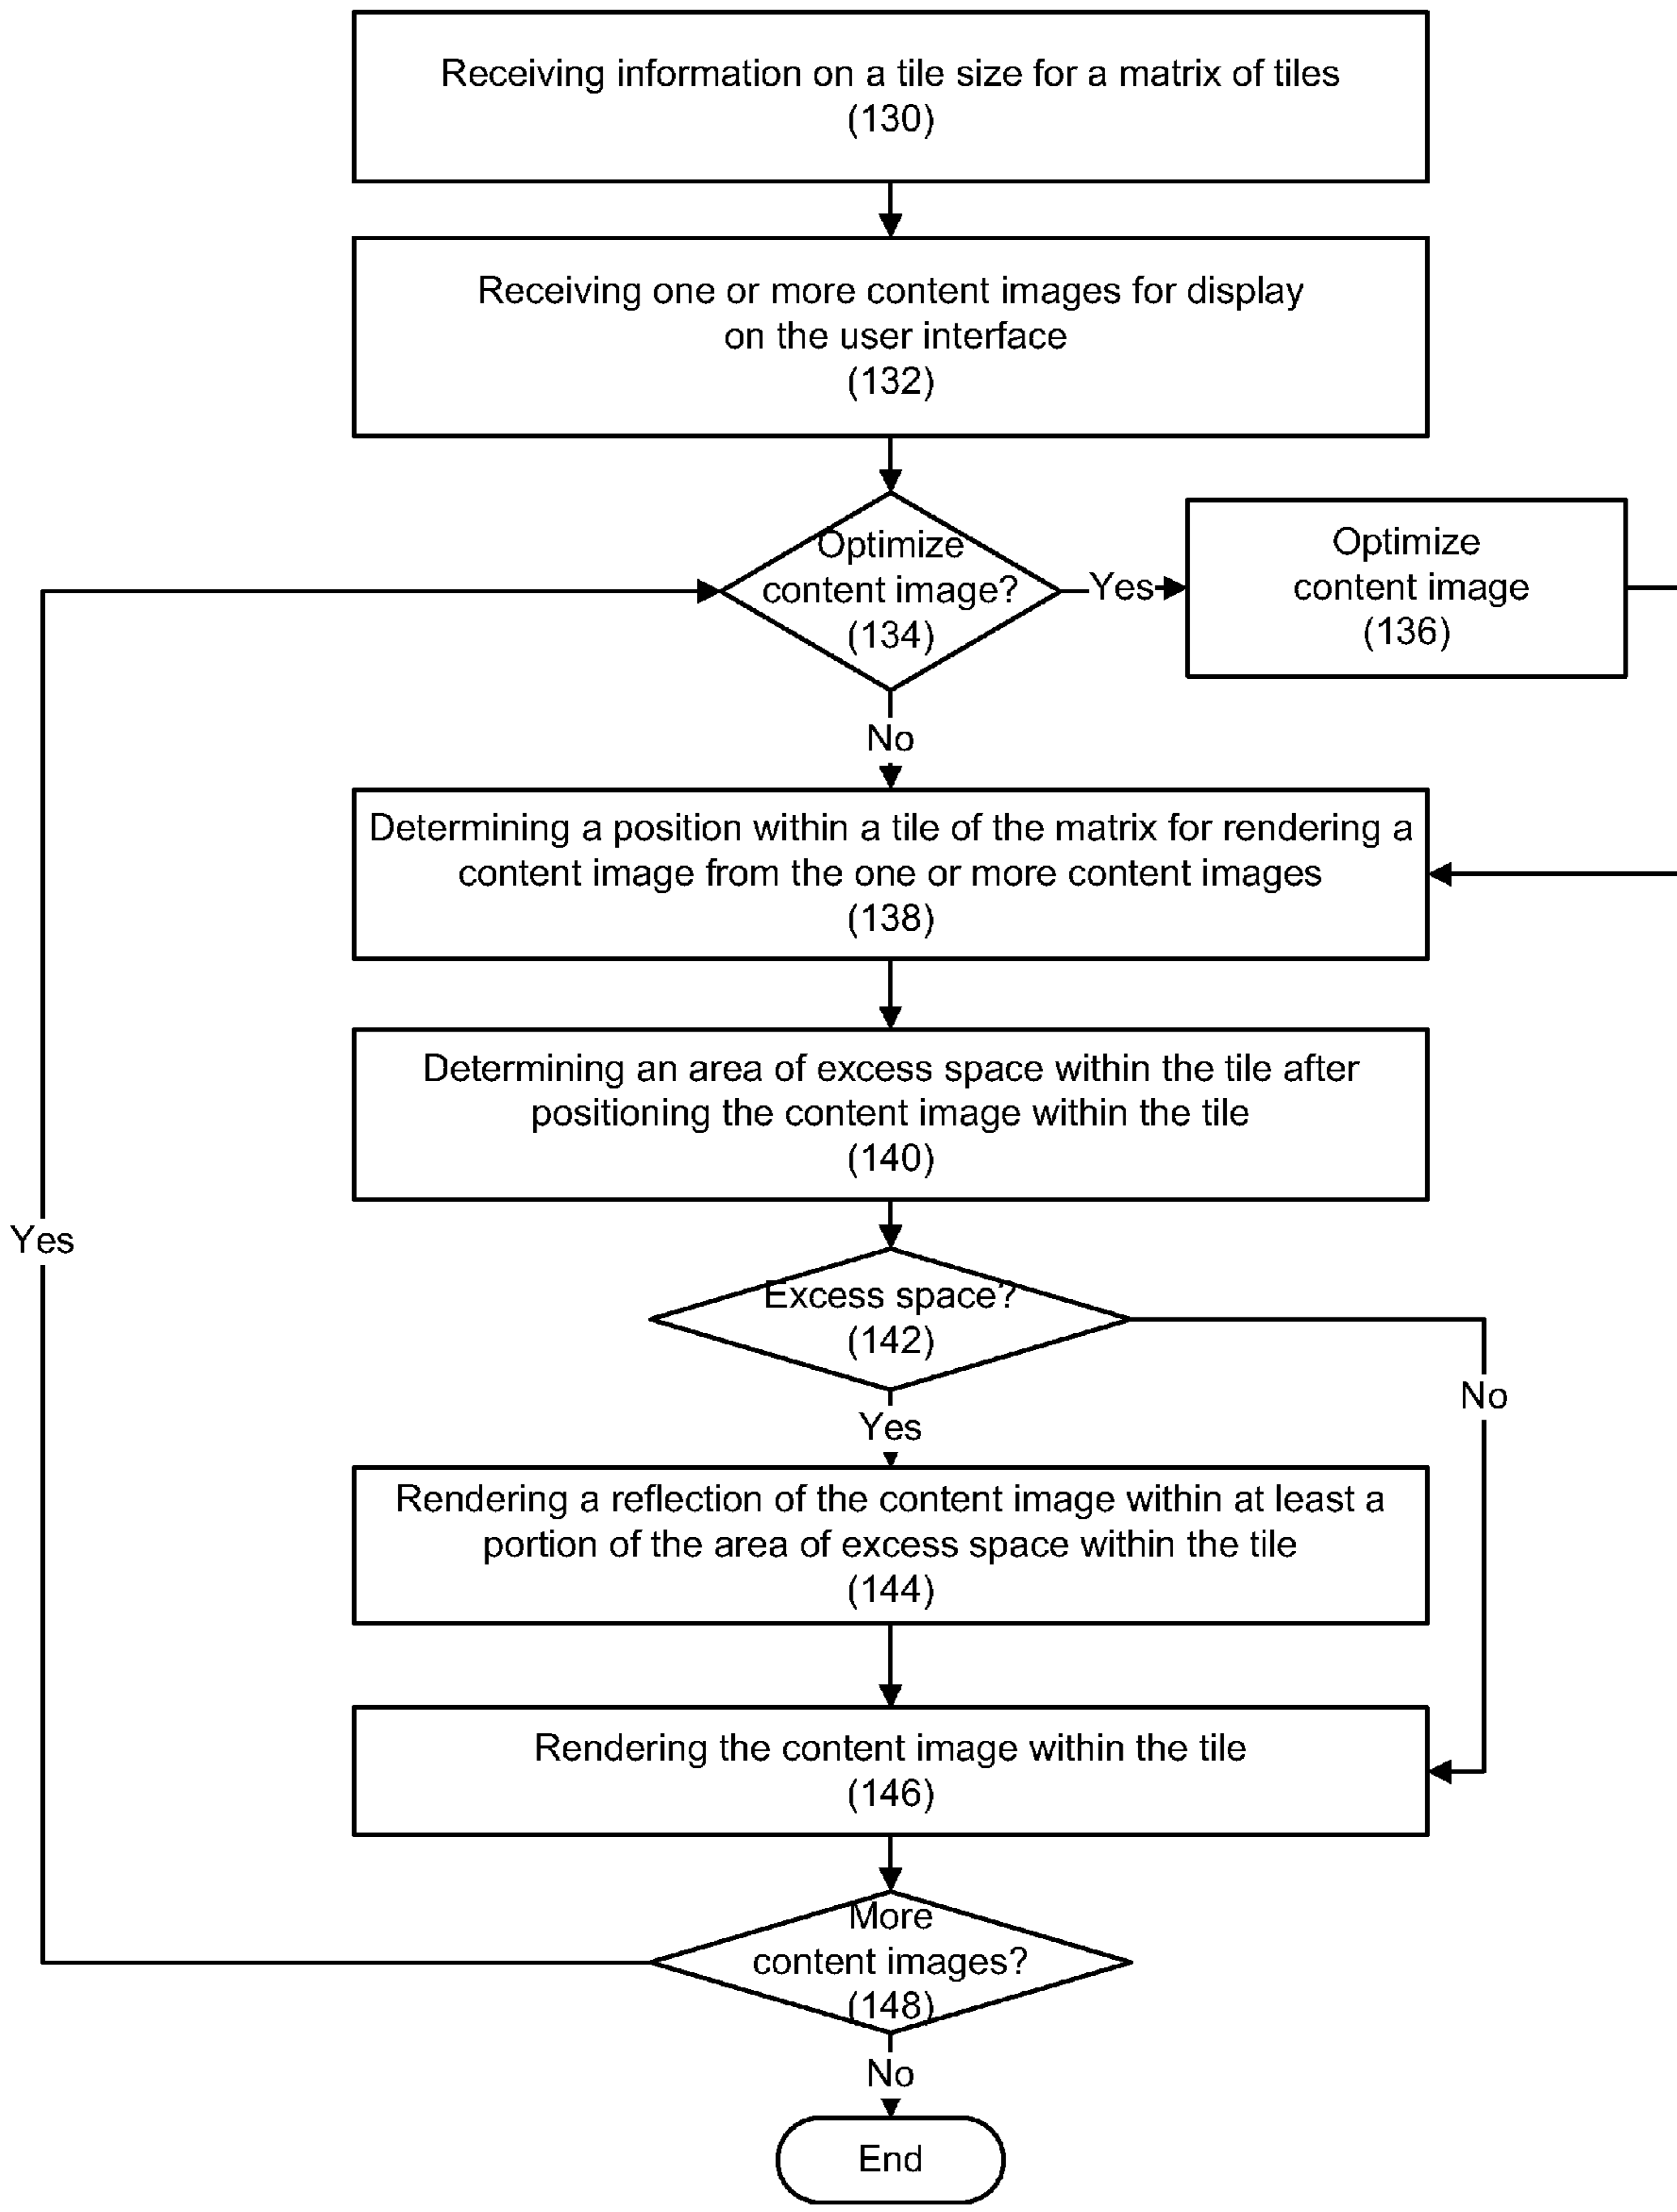 Receiving information on a tile size for a matrix of tiles
(130)
Receiving one or more content images for display
on the user interface
(132)
Optimize
content image?
(134)
Yes
Optimize
content image
(136)
No
Determining a position within a tile of the matrix for rendering a
content image from the one or more content images
(138)
Determining an area of excess space within the tile after
positioning the content image within the tile
(140)
Yes
Excess space?
(142)
No
Yes
Rendering a reflection of the content image within at least a
portion of the area of excess space within the tile
(144)
Rendering the content image within the tile
(146)
More
content images?
(148)
No
End